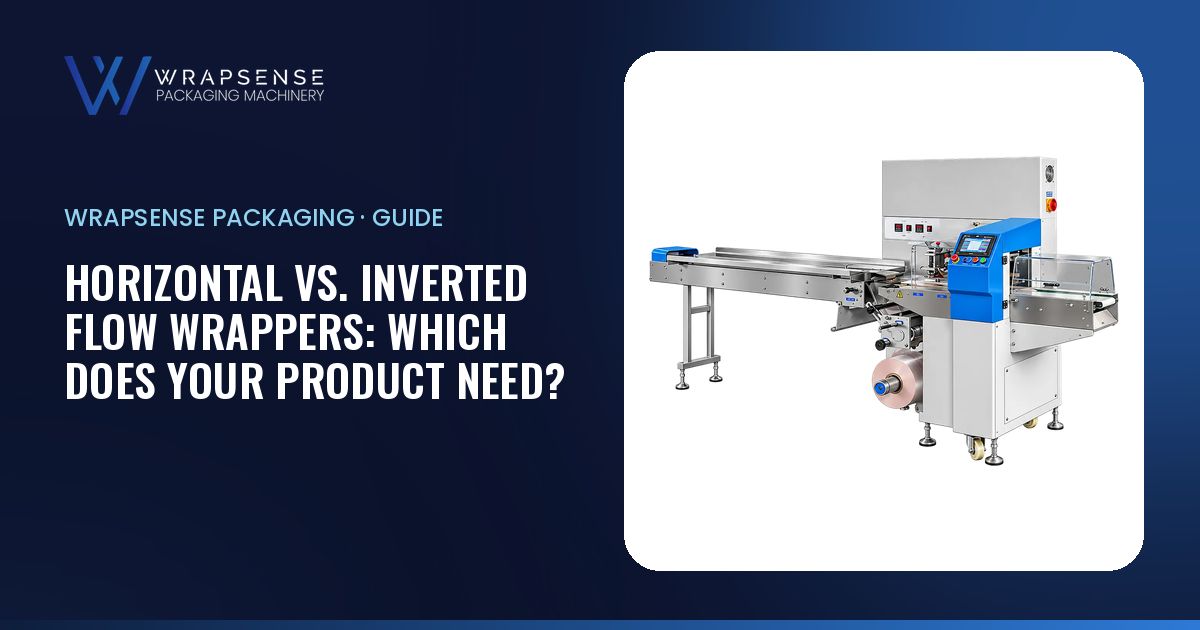 WRAPSENSE
PACKAGING MACHINERY
WRAPSENSE PACKAGING · GUIDE
HORIZONTAL VS. INVERTED
FLOW WRAPPERS: WHICH
DOES YOUR PRODUCT NEED?